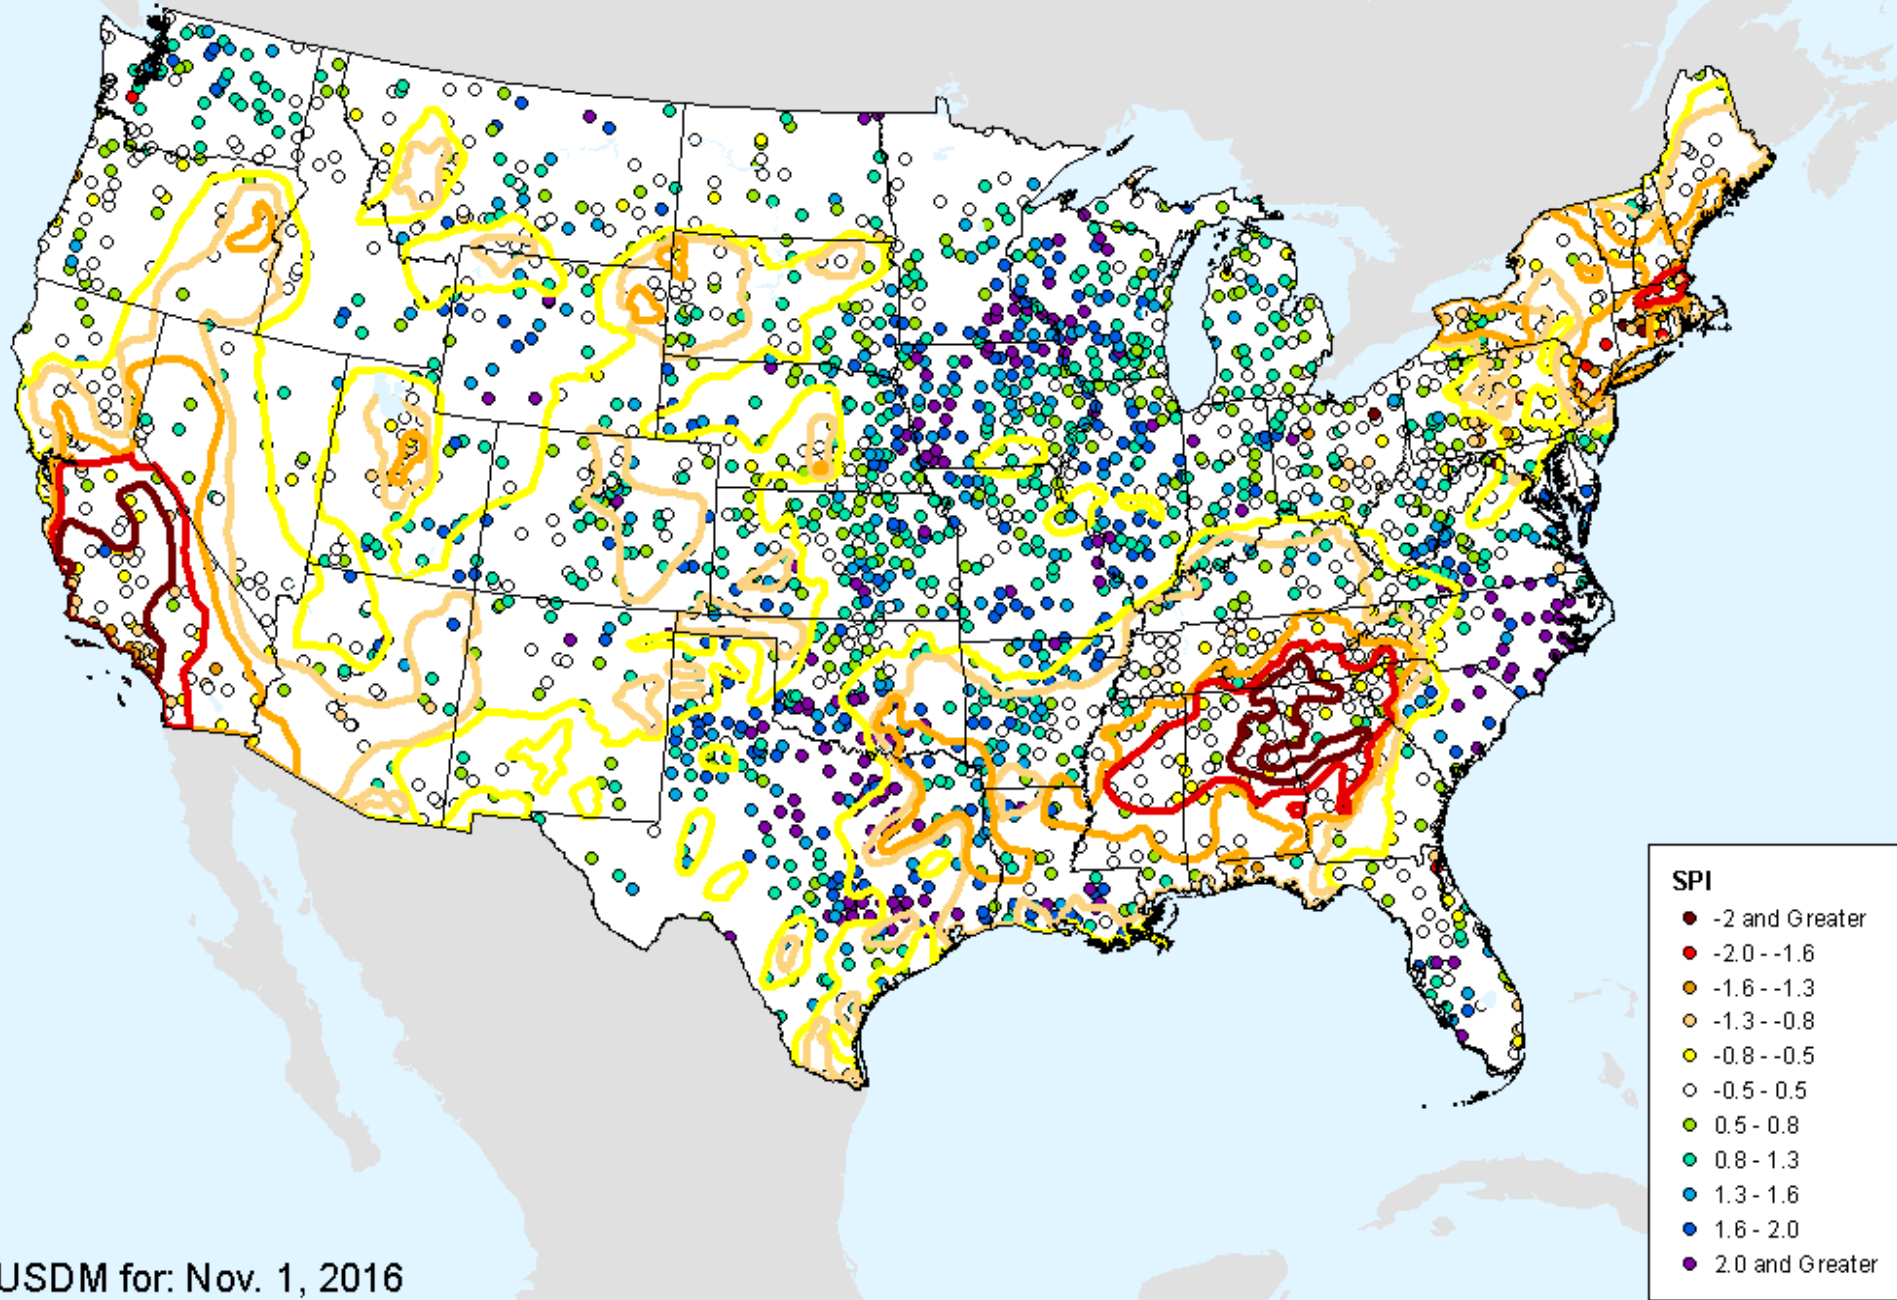 SPI
-2 and Greater
-2.0 - -1.6
-1.6 - -1.3
-1.3 - -0.8
-0.8 - -0.5
-0.5 - 0.5
0.5 - 0.8
0.8 - 1.3
1.3 - 1.6
1.6 - 2.0
2.0 and Greater
USDM for: Nov. 1, 2016